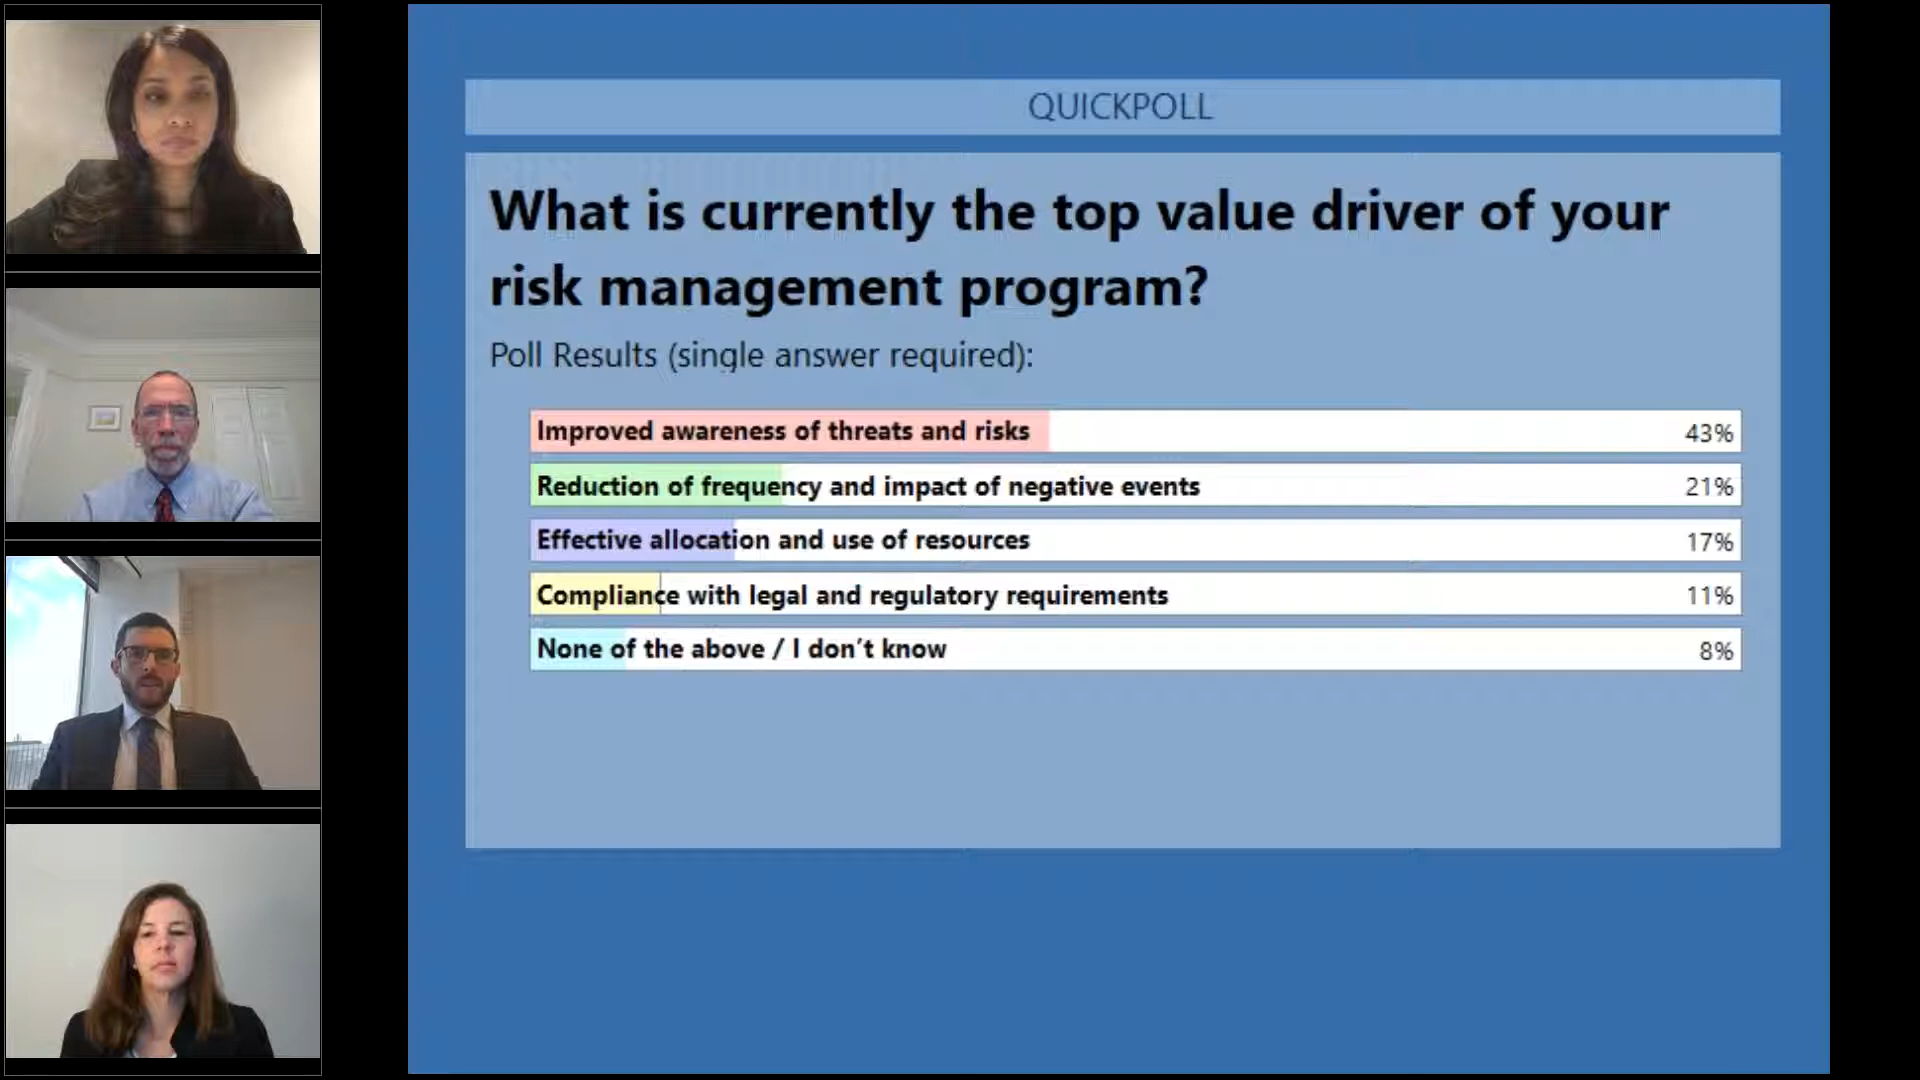 QUICKPOLL
What is currently the top value driver of your
risk management program?
Poll Results (single answer required):
Improved awareness of threats and risks 43%
Reduction of frequency and impact of negative events 21%
Effective allocation and use of resources 17%
Compliance with legal and regulatory requirements 11%
None of the above / I don’t know 8%